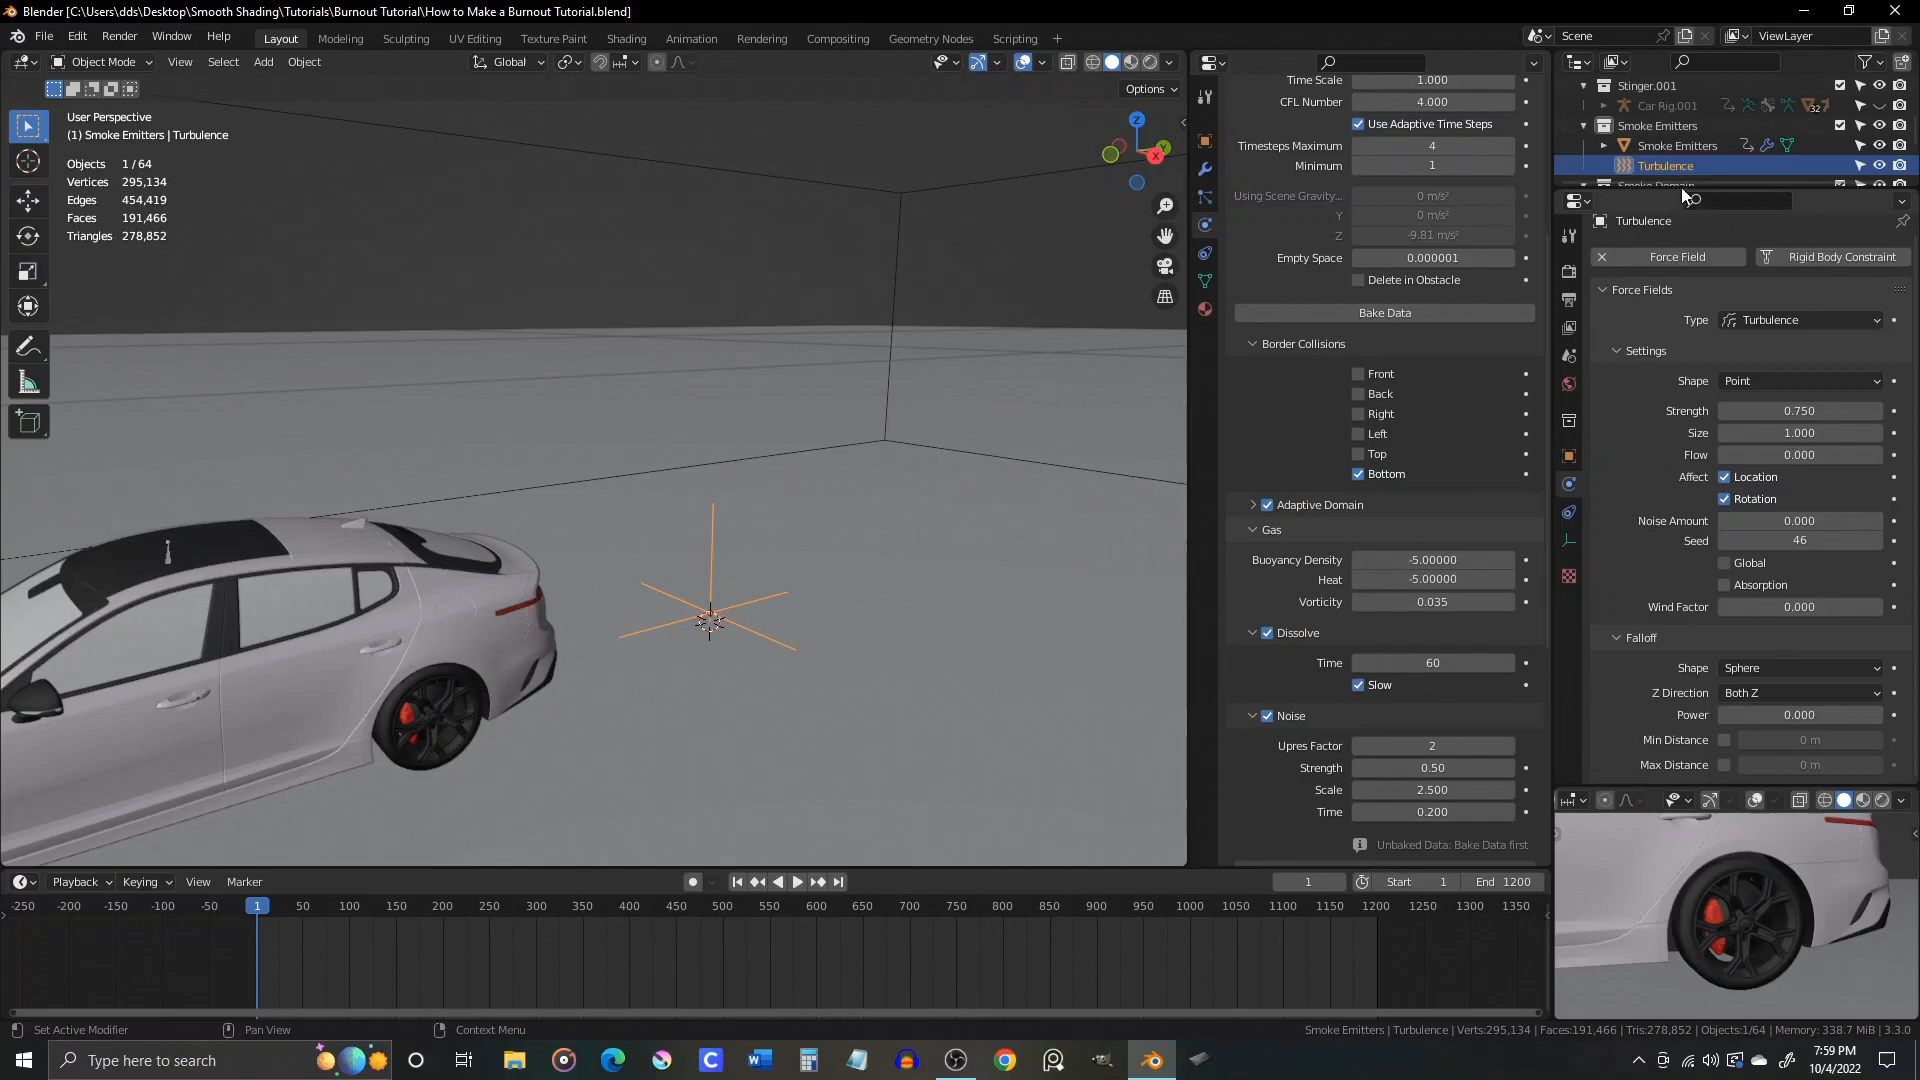 Blender [C:\Users\dds\Desktop\Smooth Shading\Tutorials\Burnout Tutorial\How to Make a Burnout Tutorial.blend]
File Edit Render Window Help Layout Modeling Sculpting UV Editing Texture Paint Shading Animation Rendering Compositing Geometry Nodes Scripting + Scene ViewLayer
Object Mode View Select Add Object Global
Options
User Perspective
(1) Smoke Emitters | Turbulence
Objects 1 / 64
Vertices 295,134
Edges 454,419
Faces 191,466
Triangles 278,852
Z
Y
X
Time Scale 1.000
CFL Number 4.000
Use Adaptive Time Steps
Timesteps Maximum 4
Minimum 1
Using Scene Gravity... 0 m/s²
Y 0 m/s²
Z -9.81 m/s²
Empty Space 0.000001
Delete in Obstacle
Bake Data
Border Collisions
Front
Back
Right
Left
Top
Bottom
Adaptive Domain
Gas
Buoyancy Density -5.00000
Heat -5.00000
Vorticity 0.035
Dissolve
Time 60
Slow
Noise
Upres Factor 2
Strength 0.50
Scale 2.500
Time 0.200
Unbaked Data: Bake Data first
Stinger.001
Car Rig.001 32
Smoke Emitters
Smoke Emitters
Turbulence
Smoke Domain
Turbulence
Force Field Rigid Body Constraint
Force Fields
Type Turbulence
Settings
Shape Point
Strength 0.750
Size 1.000
Flow 0.000
Affect Location
Rotation
Noise Amount 0.000
Seed 46
Global
Absorption
Wind Factor 0.000
Falloff
Shape Sphere
Z Direction Both Z
Power 0.000
Min Distance 0 m
Max Distance 0 m
Playback Keying View Marker 1 Start 1 End 1200
-250 -200 -150 -100 -50 1 50 100 150 200 250 300 350 400 450 500 550 600 650 700 750 800 850 900 950 1000 1050 1100 1150 1200 1250 1300 1350
Set Active Modifier Pan View Context Menu Smoke Emitters | Turbulence | Verts:295,134 | Faces:191,466 | Tris:278,852 | Objects:1/64 | Memory: 338.7 MiB | 3.3.0
Type here to search
7:59 PM
10/4/2022